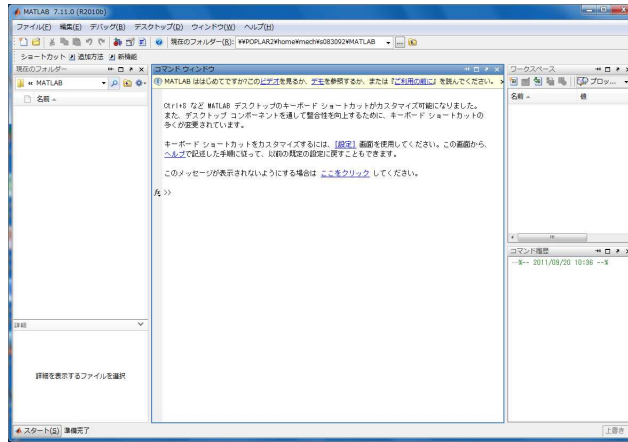 MATLAB 7.11.0 (R2010b)
ファイル(F) 編集(E) デバッグ(B) デスクトップ(D) ウィンドウ(W) ヘルプ(H)
現在のフォルダー(R): ¥¥POPLAR2¥home¥mech¥s083092¥MATLAB
ショートカット 追加方法 新機能
現在のフォルダー
« MATLAB
名前
詳細
詳細を表示するファイルを選択
コマンド ウィンドウ
MATLAB ははじめてですか?この ビデオ を見るか、デモ を参照するか、または「ご利用の前に」を読んでください。
Ctrl+S など MATLAB デスクトップのキーボード ショートカットがカスタマイズ可能になりました。
また、デスクトップ コンポーネントを通して整合性を向上するために、キーボード ショートカットの
多くが変更されています。
キーボード ショートカットをカスタマイズするには、[設定] 画面を使用してください。この画面から、
ヘルプで記述した手順に従って、以前の既定の設定に戻すこともできます。
このメッセージが表示されないようにする場合は ここをクリック してください。
fx >>
ワークスペース
プロッ...
名前 値
コマンド履歴
--%-- 2011/09/20 10:36 --%
スタート(S) 準備完了
上書き